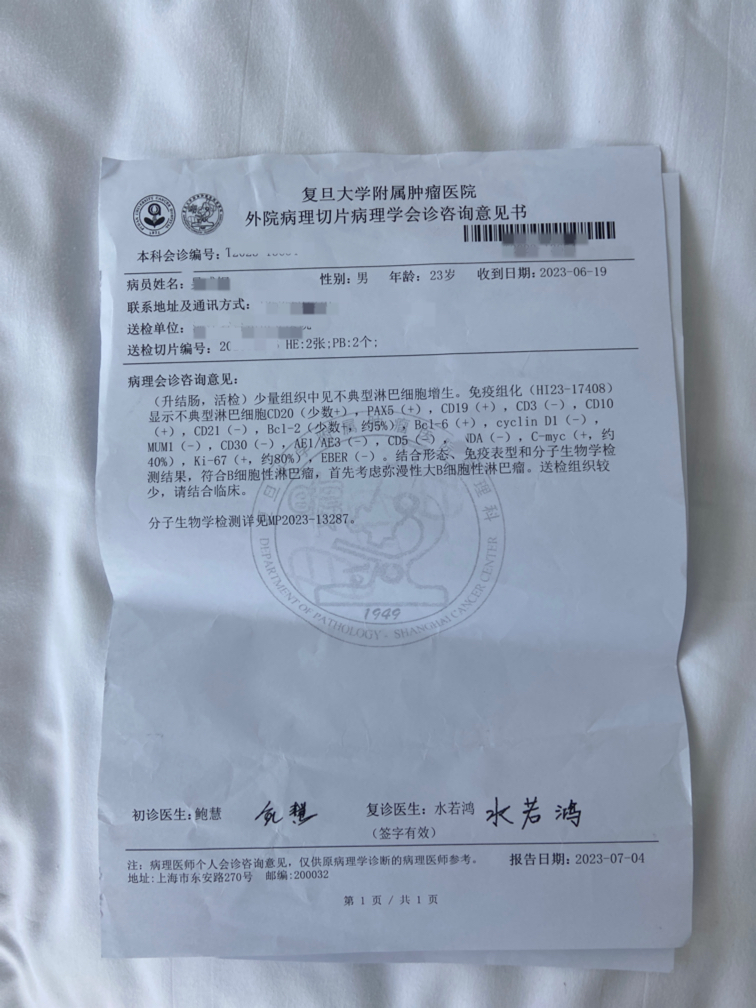 复旦大学附属肿瘤医院
外院病理切片病理学会诊咨询意见书
本科会诊编号:
病员姓名: 性别: 男 年龄: 23岁 收到日期: 2023-06-19
联系地址及通讯方式:
送检单位:
送检切片编号: 20 HE:2张;PB:2个;
病理会诊咨询意见:
(升结肠, 活检) 少量组织中见不典型淋巴细胞增生。免疫组化 (HI23-17408)
显示不典型淋巴细胞CD20 (少数+) , PAX5 (+) , CD19 (+) , CD3 (-) , CD10
(+) , CD21 (-) , Bcl-2 (少数+, 约5%) , Bcl-6 (+) , cyclin D1 (-) ,
MUM1 (-) , CD30 (-) , AE1/AE3 (-) , CD5 (-) , NDA (-) , C-myc (+, 约
40%) , Ki-67 (+, 约80%) , EBER (-) 。结合形态、免疫表型和分子生物学检
测结果, 符合B细胞性淋巴瘤, 首先考虑弥漫性大B细胞性淋巴瘤。送检组织较
少, 请结合临床。
分子生物学检测详见MP2023-13287。
DEPARTMENT OF PATHOLOGY - SHANGHAI CANCER CENTER
1949
初诊医生: 鲍慧 鲍慧 复诊医生: 水若鸿 水若鸿
(签字有效)
注: 病理医师个人会诊咨询意见, 仅供原病理学诊断的病理医师参考。 报告日期: 2023-07-04
地址:上海市东安路270号 邮编:200032
第 1 页 / 共 1 页